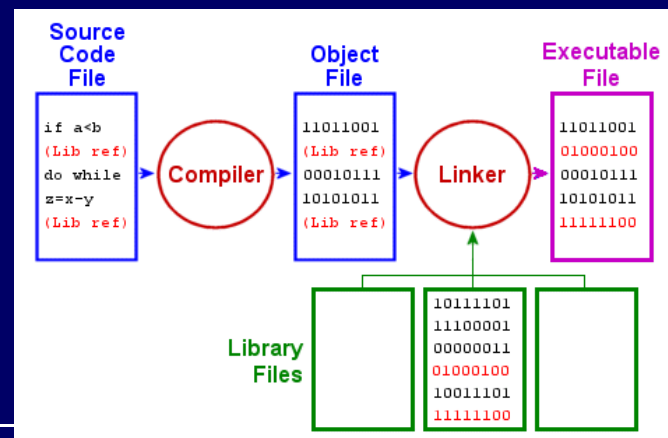 Source
Code
File
if a<b
(Lib ref)
do while
z=x-y
(Lib ref)
Compiler
Object
File
11011001
(Lib ref)
00010111
10101011
(Lib ref)
Linker
Executable
File
11011001
01000100
00010111
10101011
11111100
Library
Files
10111101
11100001
00000011
01000100
10011101
11111100